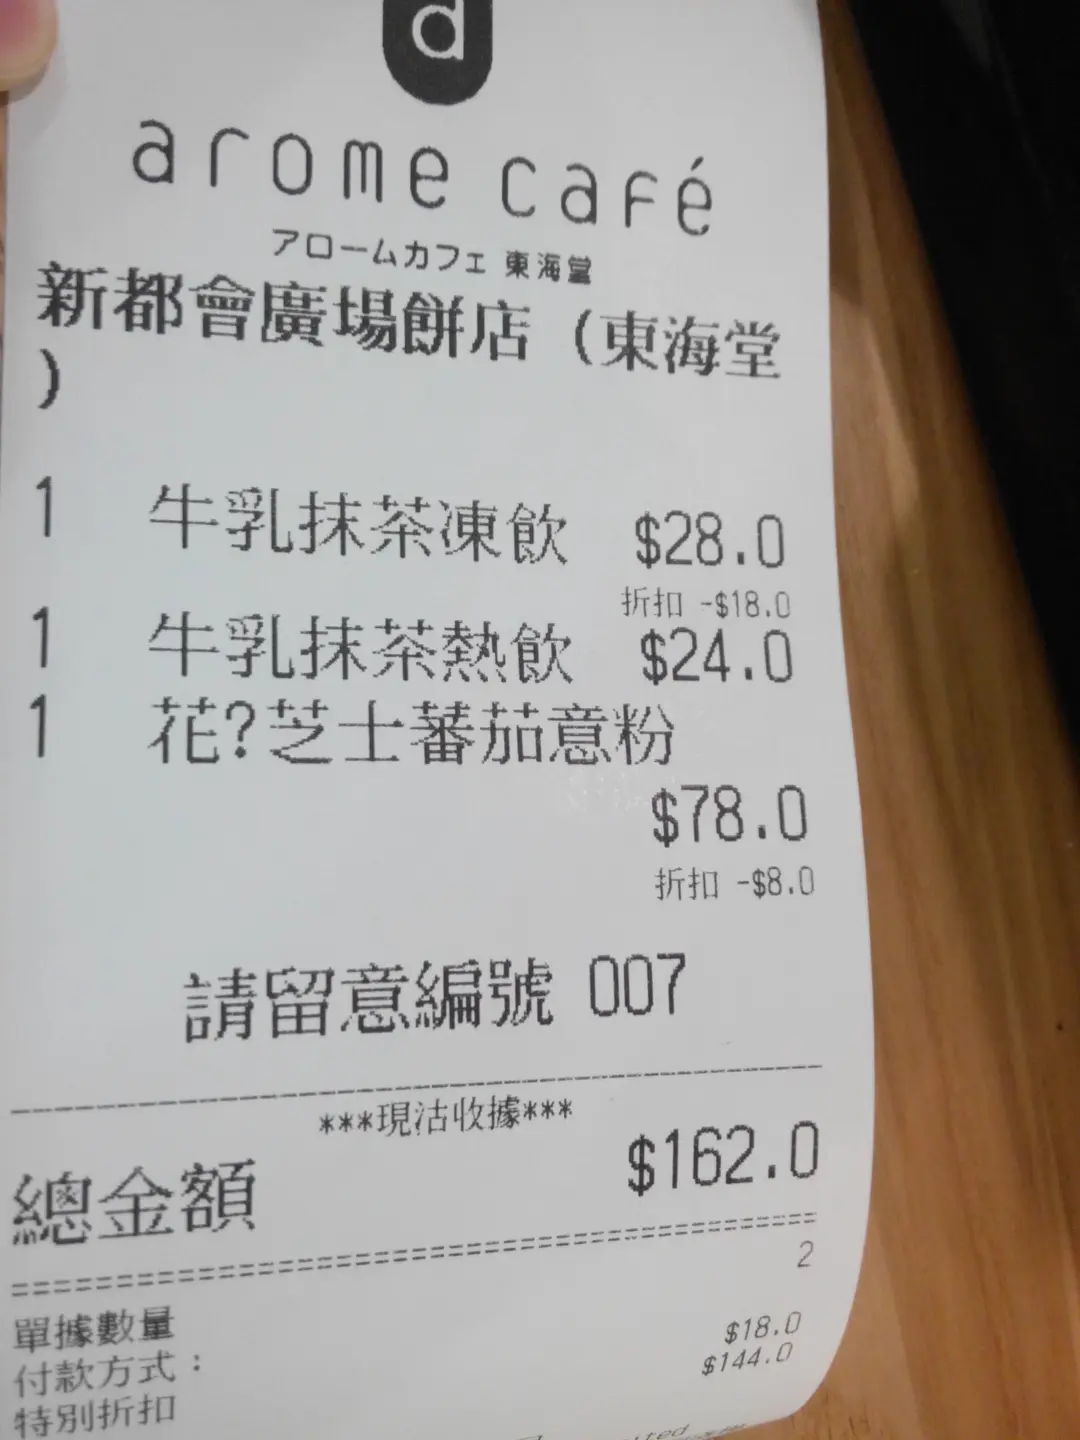 d
arome café
アロームカフェ 東海堂
新都會廣場餅店 (東海堂
)
1 牛乳抹茶凍飲 $28.0
折扣 -$18.0
1 牛乳抹茶熱飲 $24.0
1 花?芝士蕃茄意粉
$78.0
折扣 -$8.0
請留意編號 007
***現沽收據***
總金額 $162.0
2
單據數量
付款方式： $18.0
特別折扣 $144.0